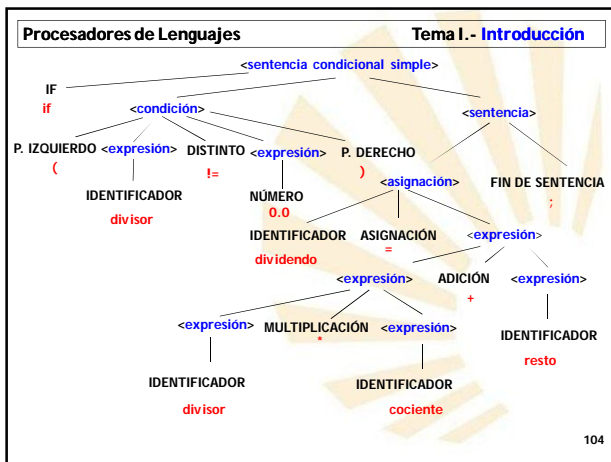 Procesadores de Lenguajes Tema I.- Introducción
<sentencia condicional simple>
IF
if
<condición> <sentencia>
P. IZQUIERDO <expresión> DISTINTO <expresión> P. DERECHO
( != )
<asignación> FIN DE SENTENCIA
;
IDENTIFICADOR NÚMERO
divisor 0.0
IDENTIFICADOR ASIGNACIÓN <expresión>
dividendo =
<expresión> ADICIÓN <expresión>
+
<expresión> MULTIPLICACIÓN <expresión> IDENTIFICADOR
* resto
IDENTIFICADOR IDENTIFICADOR
divisor cociente
104